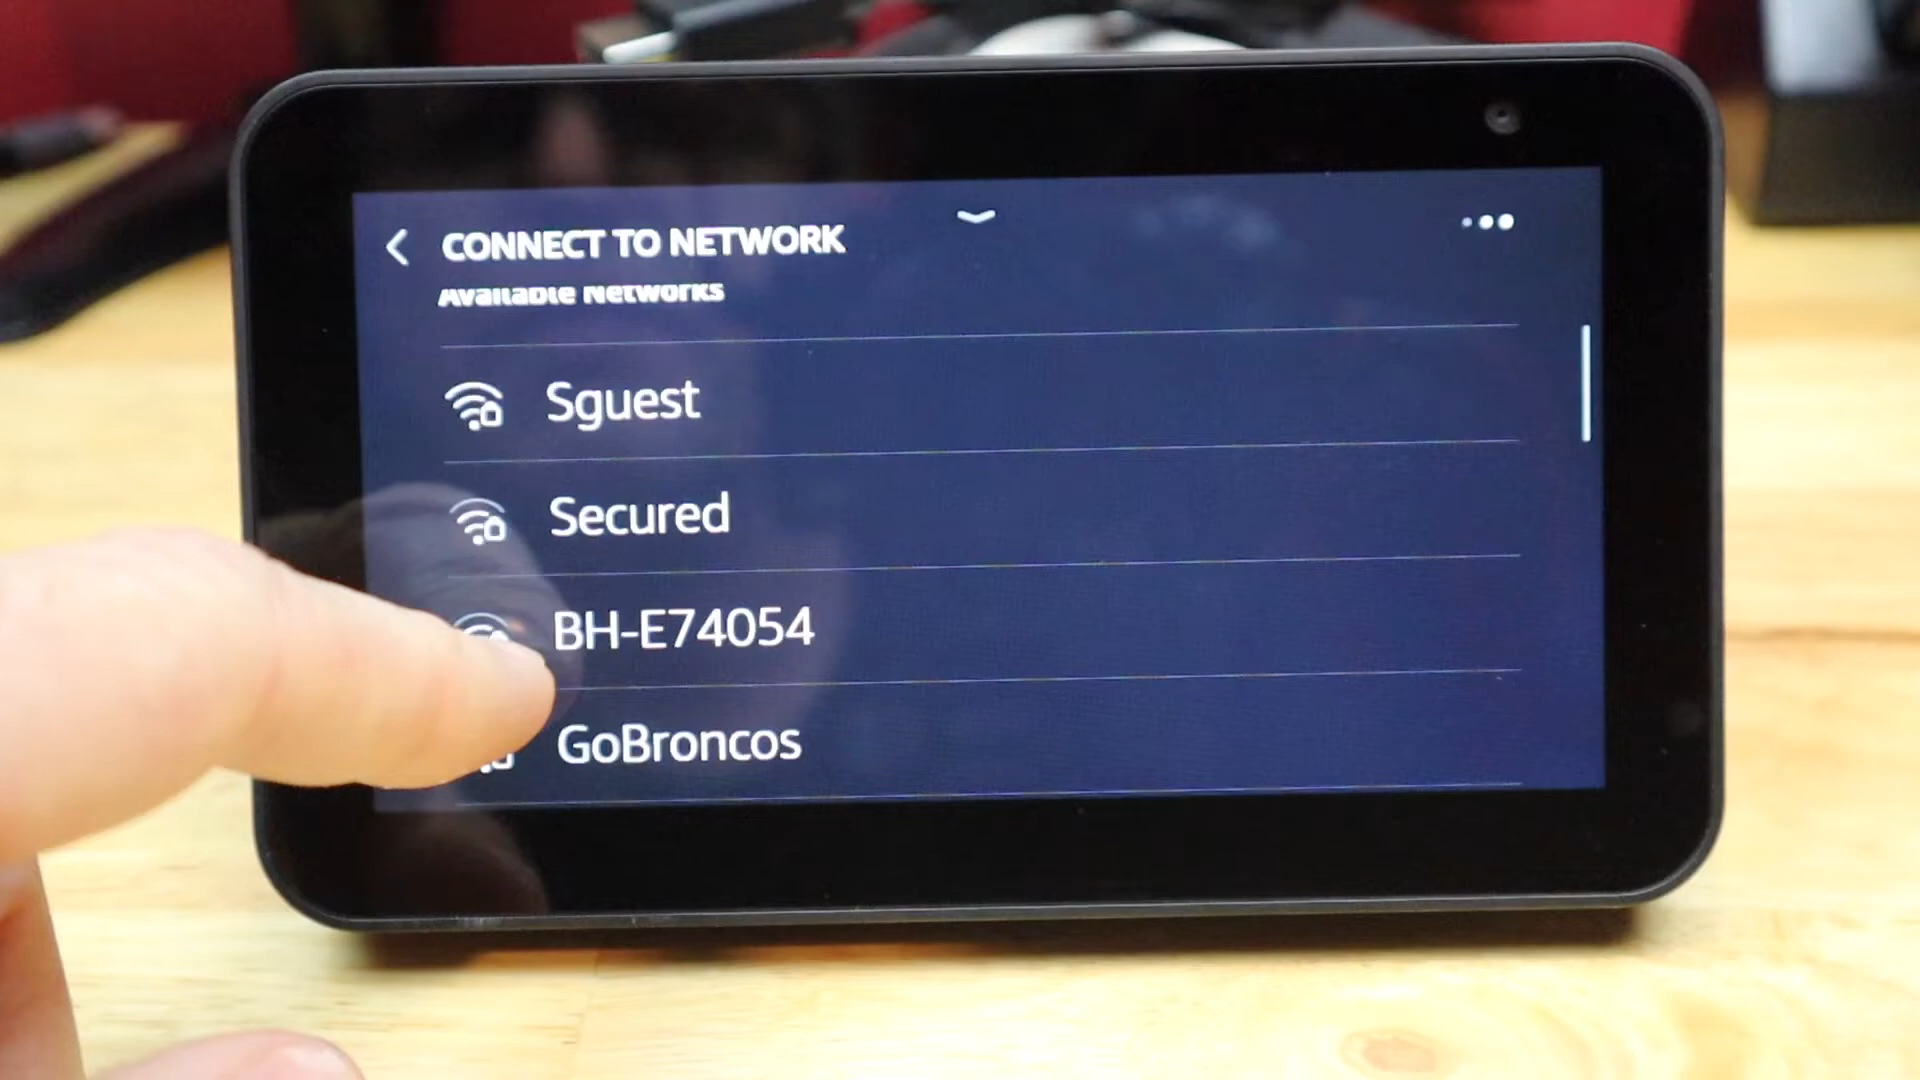 CONNECT TO NETWORK
Available Networks
Sguest
Secured
BH-E74054
GoBroncos